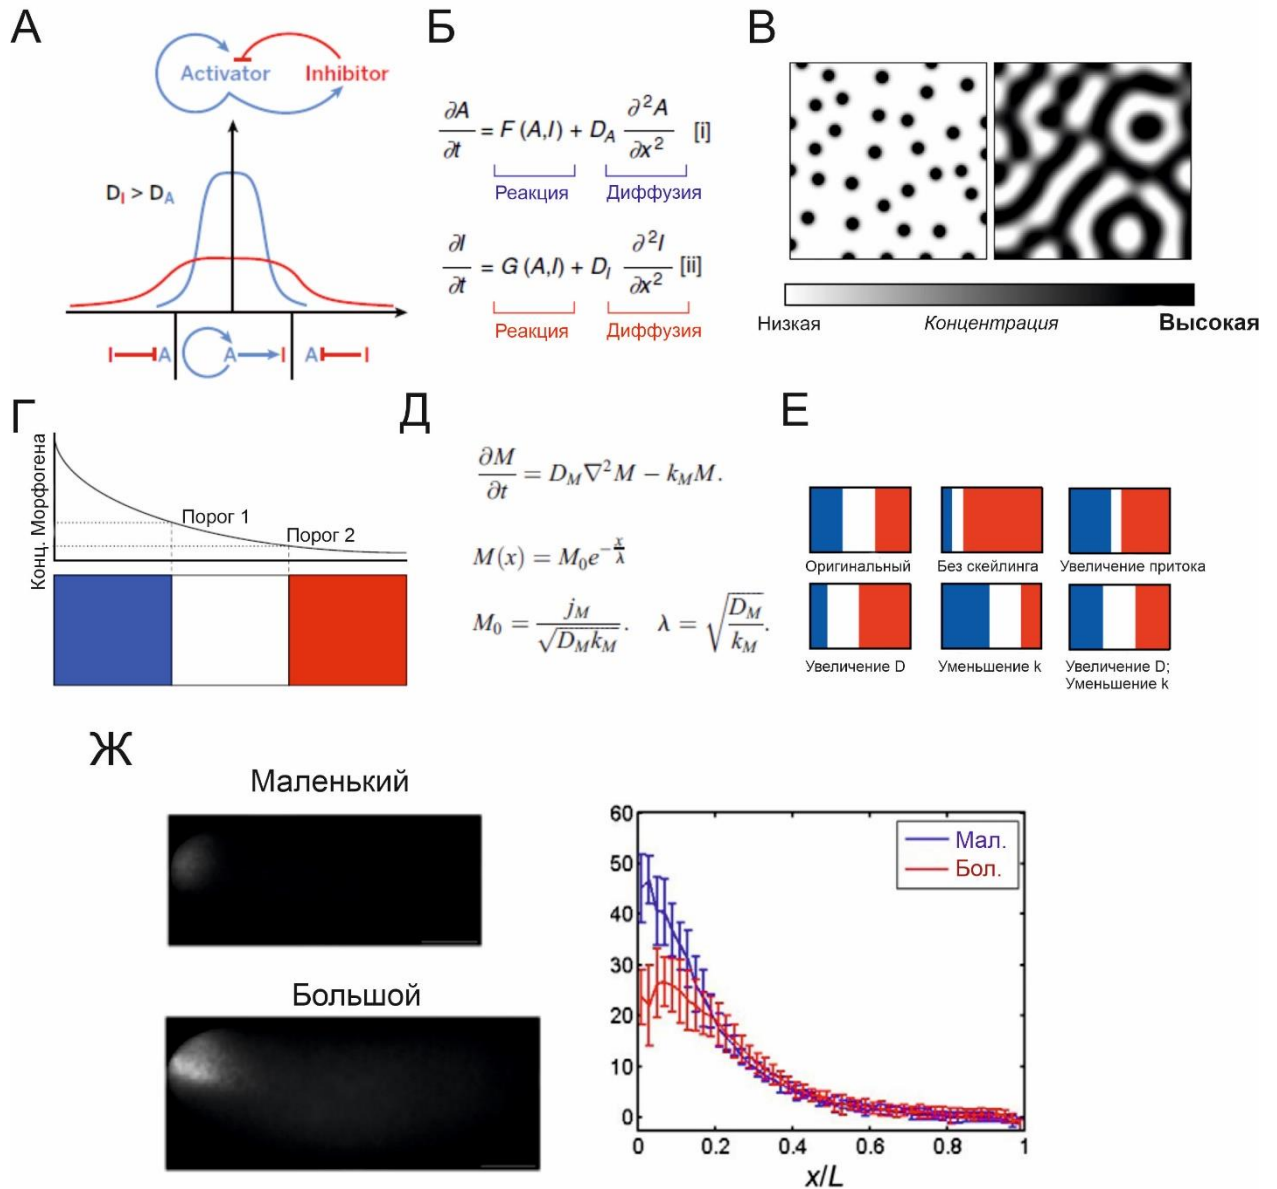 А
Activator
Inhibitor
D_I > D_A
I
A
A
I
A
I
Б
∂A/∂t = F (A,I) + D_A ∂²A/∂x² [i]
Реакция
Диффузия
∂I/∂t = G (A,I) + D_I ∂²I/∂x² [ii]
Реакция
Диффузия
В
Низкая
Концентрация
Высокая
Г
Конц. Морфогена
Порог 1
Порог 2
Д
∂M/∂t = D_M∇²M − k_M M.
M(x) = M₀e^(−x/λ)
M₀ = j_M/√(D_M k_M). λ = √(D_M/k_M).
Е
Оригинальный
Без скейлинга
Увеличение притока
Увеличение D
Уменьшение k
Увеличение D;
Уменьшение k
Ж
Маленький
Большой
60
50
40
30
20
10
0
Мал.
Бол.
0
0.2
0.4
0.6
0.8
1
x/L